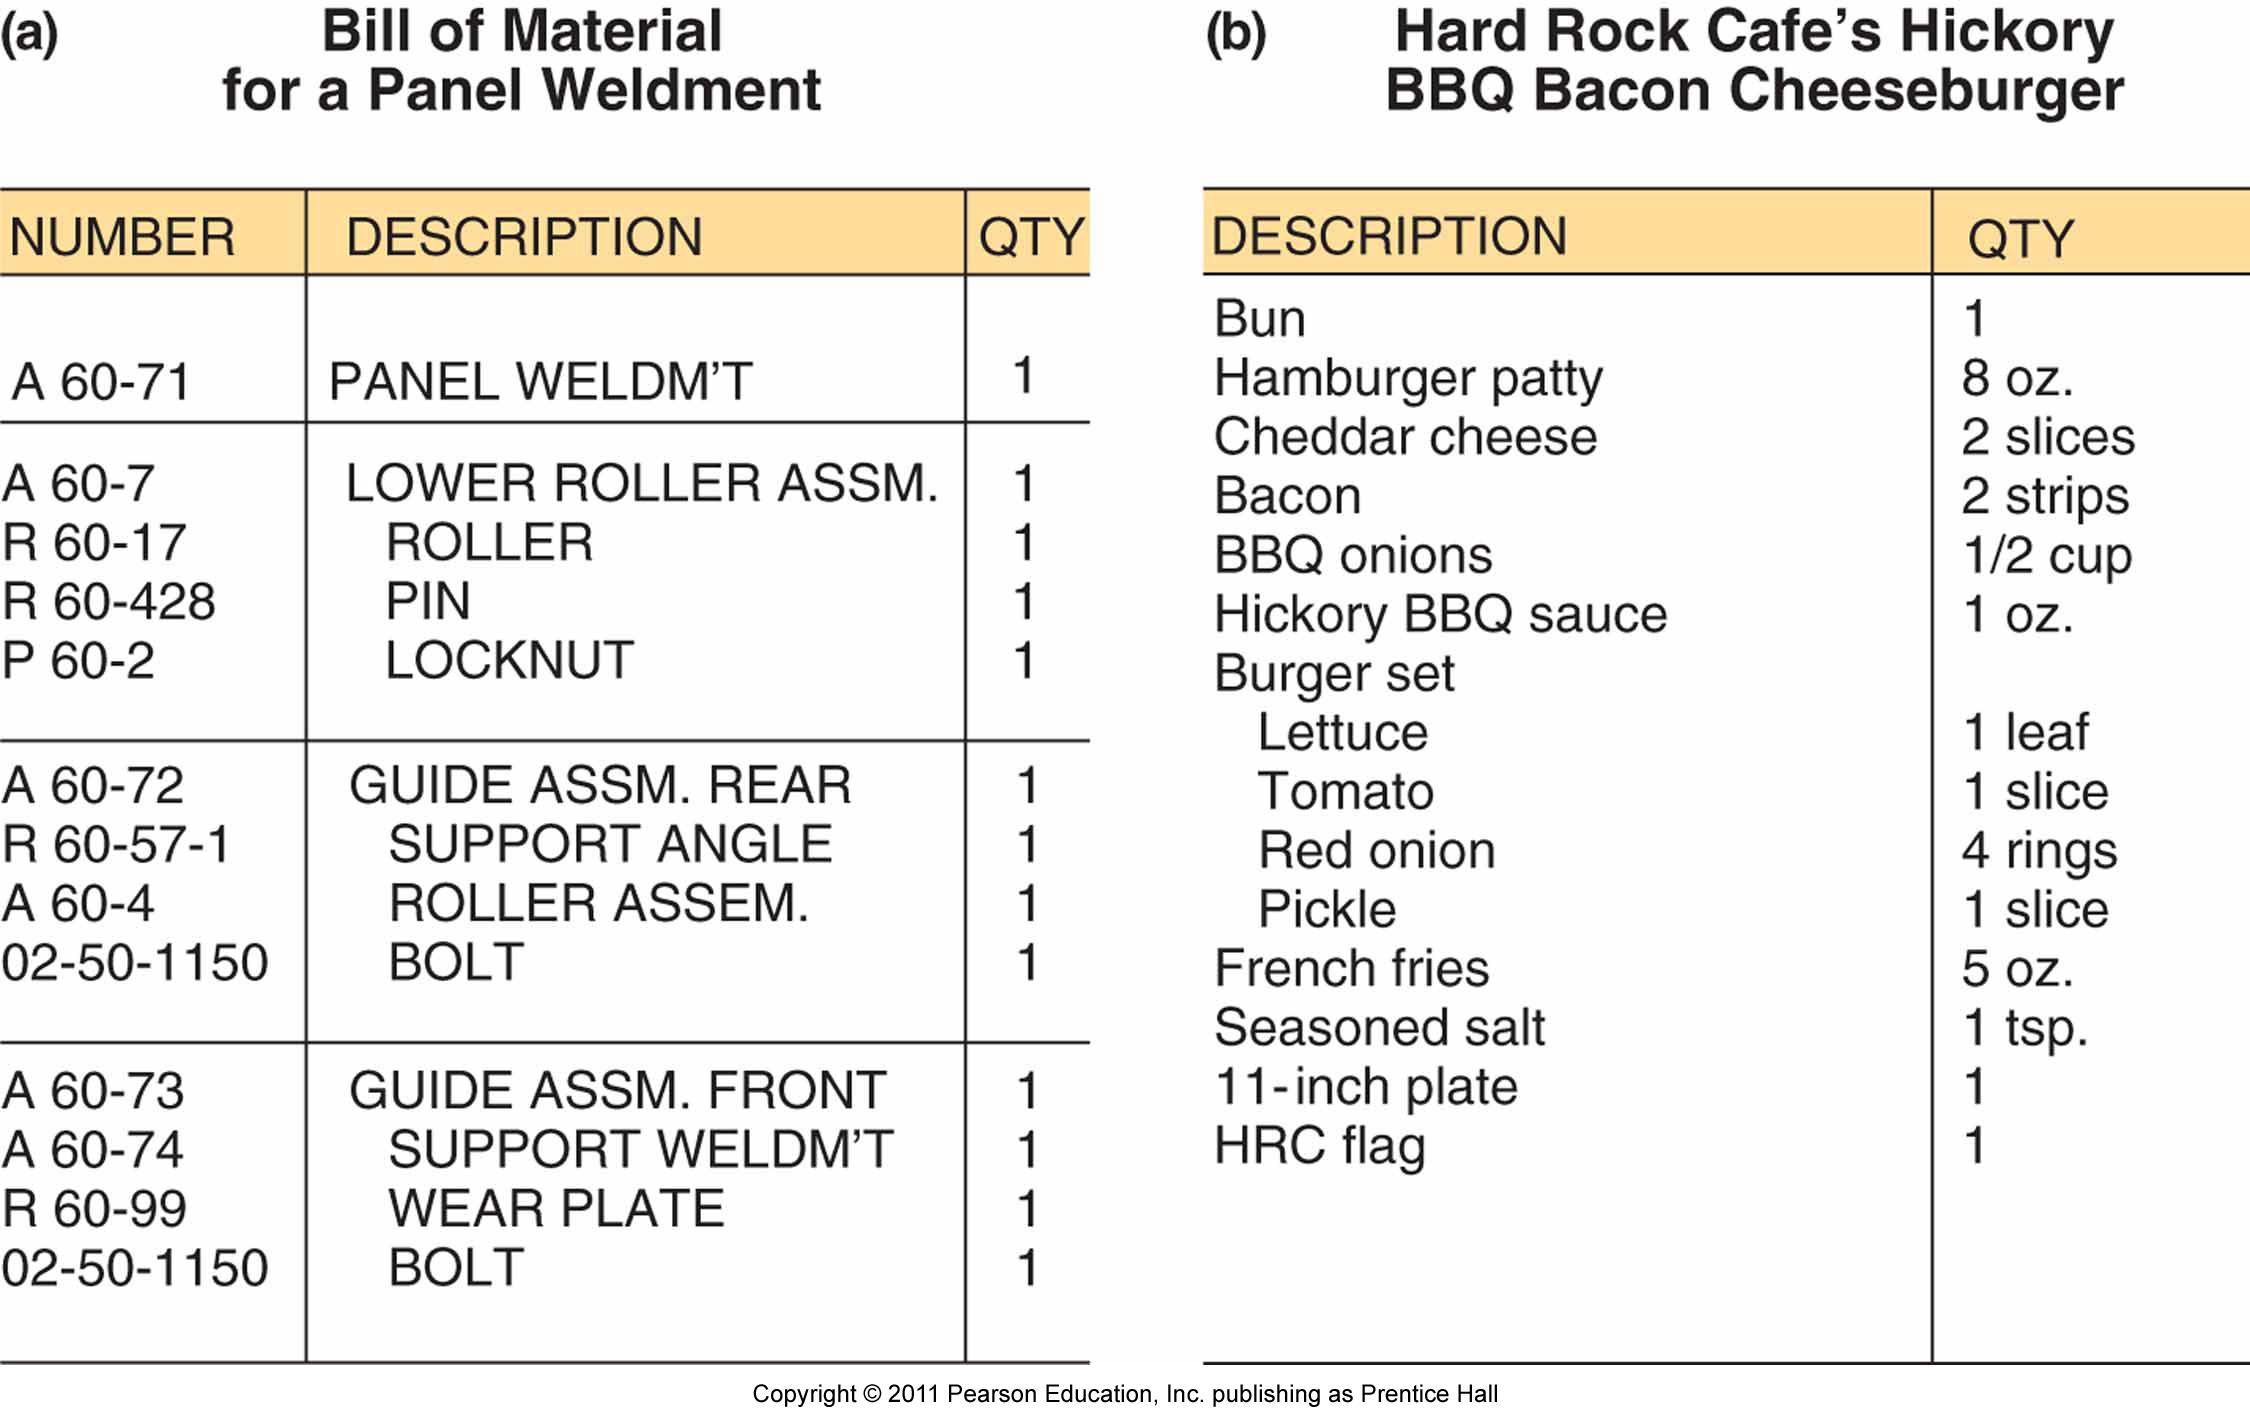 (a) Bill of Material
for a Panel Weldment
NUMBER DESCRIPTION QTY
A 60-71 PANEL WELDM’T 1
A 60-7 LOWER ROLLER ASSM. 1
R 60-17 ROLLER 1
R 60-428 PIN 1
P 60-2 LOCKNUT 1
A 60-72 GUIDE ASSM. REAR 1
R 60-57-1 SUPPORT ANGLE 1
A 60-4 ROLLER ASSEM. 1
02-50-1150 BOLT 1
A 60-73 GUIDE ASSM. FRONT 1
A 60-74 SUPPORT WELDM’T 1
R 60-99 WEAR PLATE 1
02-50-1150 BOLT 1
(b) Hard Rock Cafe’s Hickory
BBQ Bacon Cheeseburger
DESCRIPTION QTY
Bun 1
Hamburger patty 8 oz.
Cheddar cheese 2 slices
Bacon 2 strips
BBQ onions 1/2 cup
Hickory BBQ sauce 1 oz.
Burger set
Lettuce 1 leaf
Tomato 1 slice
Red onion 4 rings
Pickle 1 slice
French fries 5 oz.
Seasoned salt 1 tsp.
11-inch plate 1
HRC flag 1
Copyright © 2011 Pearson Education, Inc. publishing as Prentice Hall